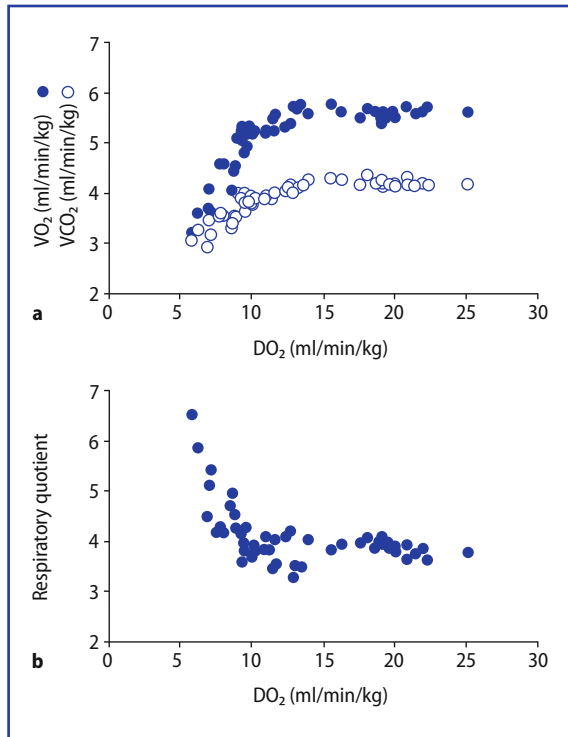 VO₂ (ml/min/kg) ●
VCO₂ (ml/min/kg) ○
7
6
5
4
3
2
0 5 10 15 20 25 30
a
DO₂ (ml/min/kg)
Respiratory quotient
7
6
5
4
3
2
0 5 10 15 20 25 30
b
DO₂ (ml/min/kg)